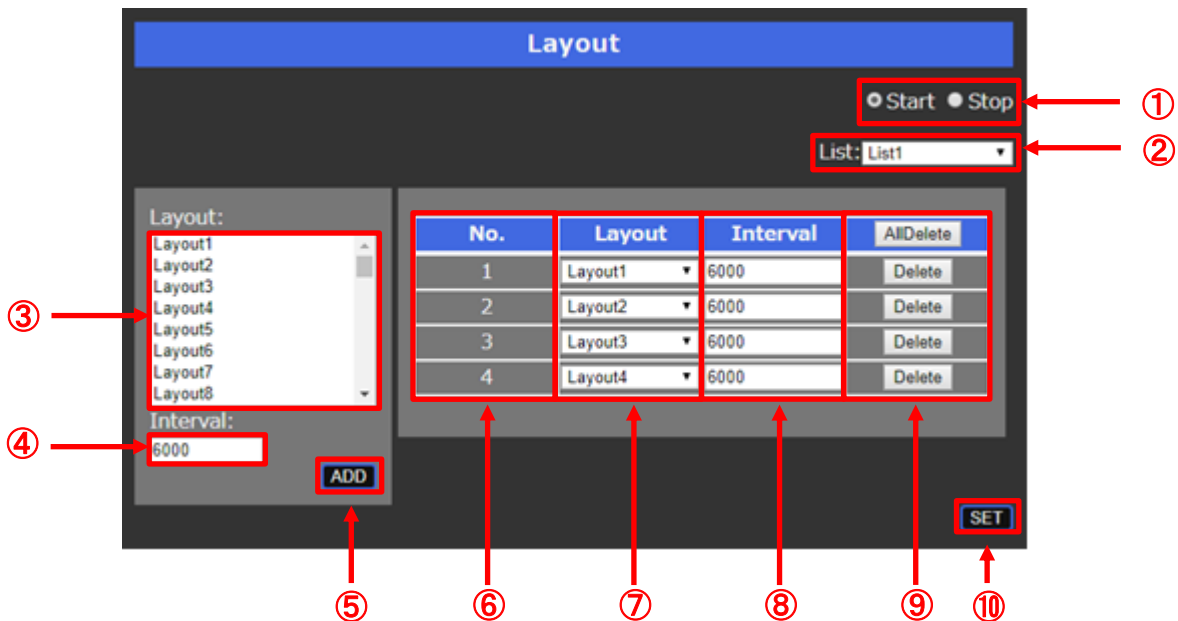 Layout
Start Stop ①
List: List1 ②
Layout:
Layout1
Layout2
Layout3
③ Layout4
Layout5
Layout6
Layout7
Layout8
Interval:
④ 6000
ADD
No. Layout Interval AllDelete
1 Layout1 6000 Delete
2 Layout2 6000 Delete
3 Layout3 6000 Delete
4 Layout4 6000 Delete
SET
⑤ ⑥ ⑦ ⑧ ⑨ ⑩